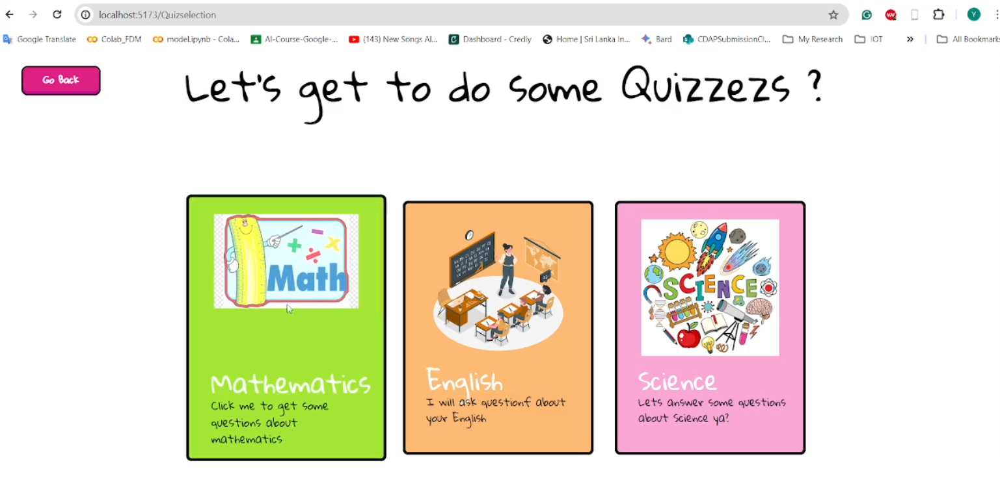 localhost:5173/Quizselection
Y
Google Translate
Colab_FDM
model.ipynb - Cola...
AI-Course-Google-...
(143) New Songs Al...
Dashboard - Credly
Home | Sri Lanka In...
Bard
CDAPSubmissionCl...
My Research
IOT
»
All Bookmarks
Go Back
Let's get to do some Quizzezs ?
Math
SCIENCE
Mathematics
Click me to get some
questions about
mathematics
English
I will ask questionf about
your English
Science
Lets answer some questions
about Science ya?